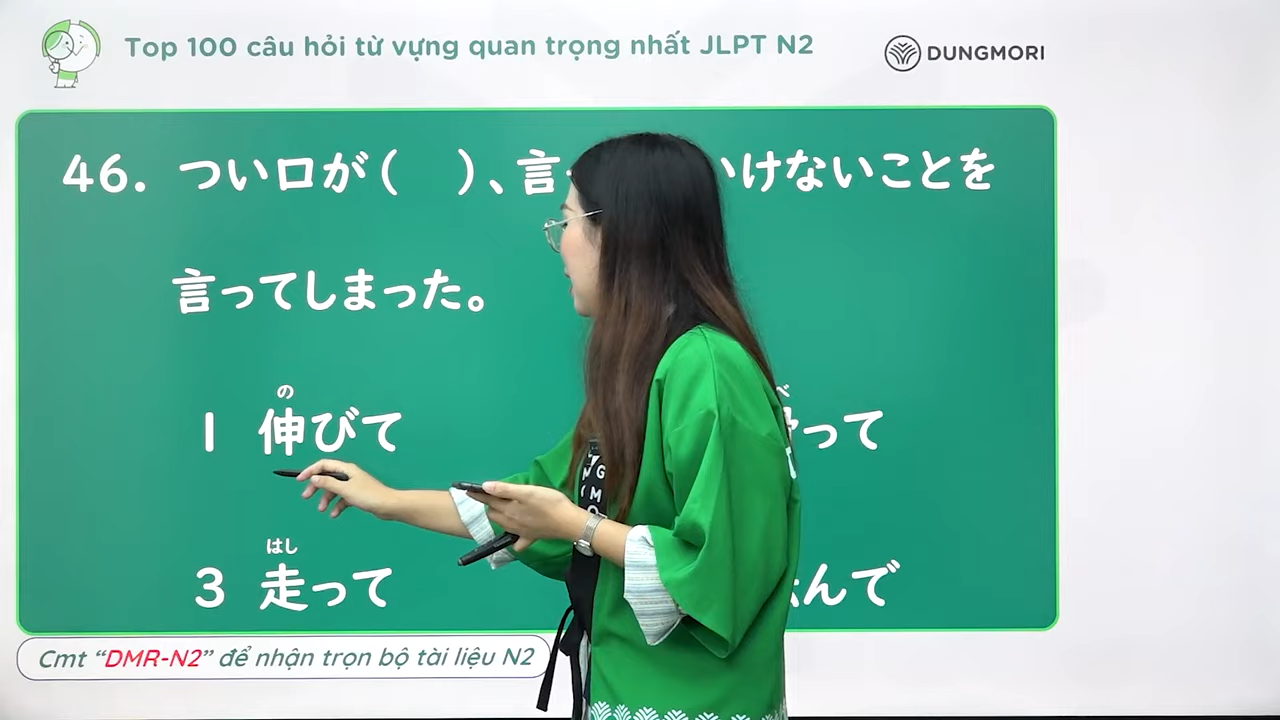 Top 100 câu hỏi từ vựng quan trọng nhất JLPT N2
DUNGMORI
46. つい口が(　)、言 いけないことを
言ってしまった。
の
1 伸びて
って
はし
3 走って
んで
Cmt “DMR-N2” để nhận trọn bộ tài liệu N2